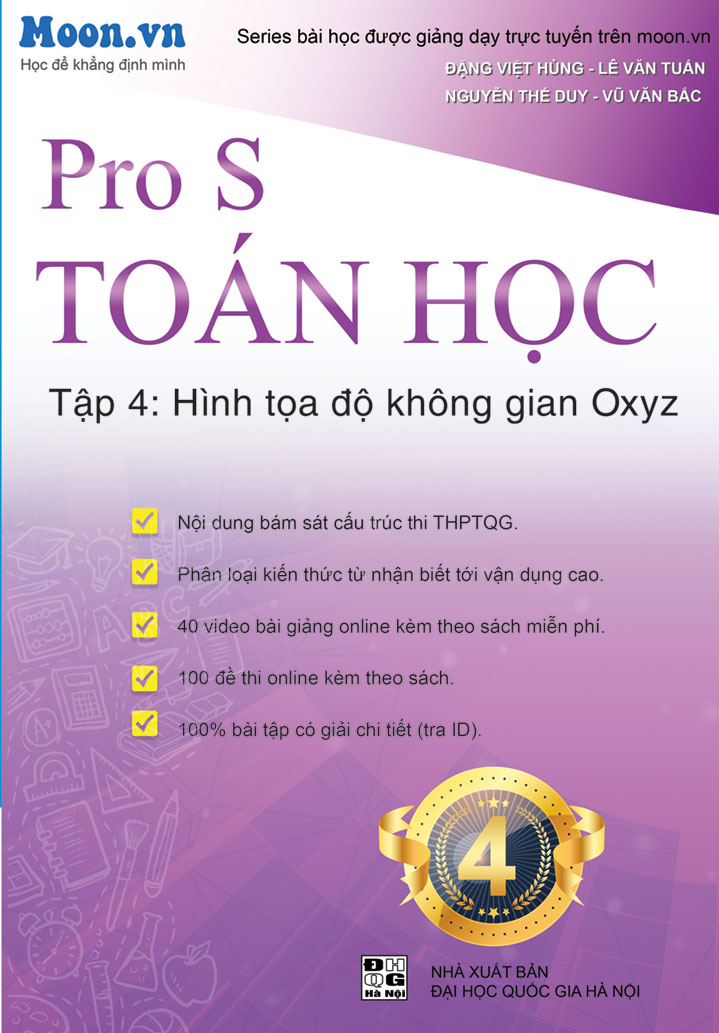 Moon.vn
Học để khẳng định mình
Series bài học được giảng dạy trực tuyến trên moon.vn
ĐẶNG VIỆT HÙNG - LÊ VĂN TUẤN
NGUYỄN THẾ DUY - VŨ VĂN BẮC
Pro S
TOÁN HỌC
Tập 4: Hình tọa độ không gian Oxyz
Nội dung bám sát cấu trúc thi THPTQG.
Phân loại kiến thức từ nhận biết tới vận dụng cao.
40 video bài giảng online kèm theo sách miễn phí.
100 đề thi online kèm theo sách.
100% bài tập có giải chi tiết (tra ID).
4
ĐH
QG
Hà Nội
NHÀ XUẤT BẢN
ĐẠI HỌC QUỐC GIA HÀ NỘI